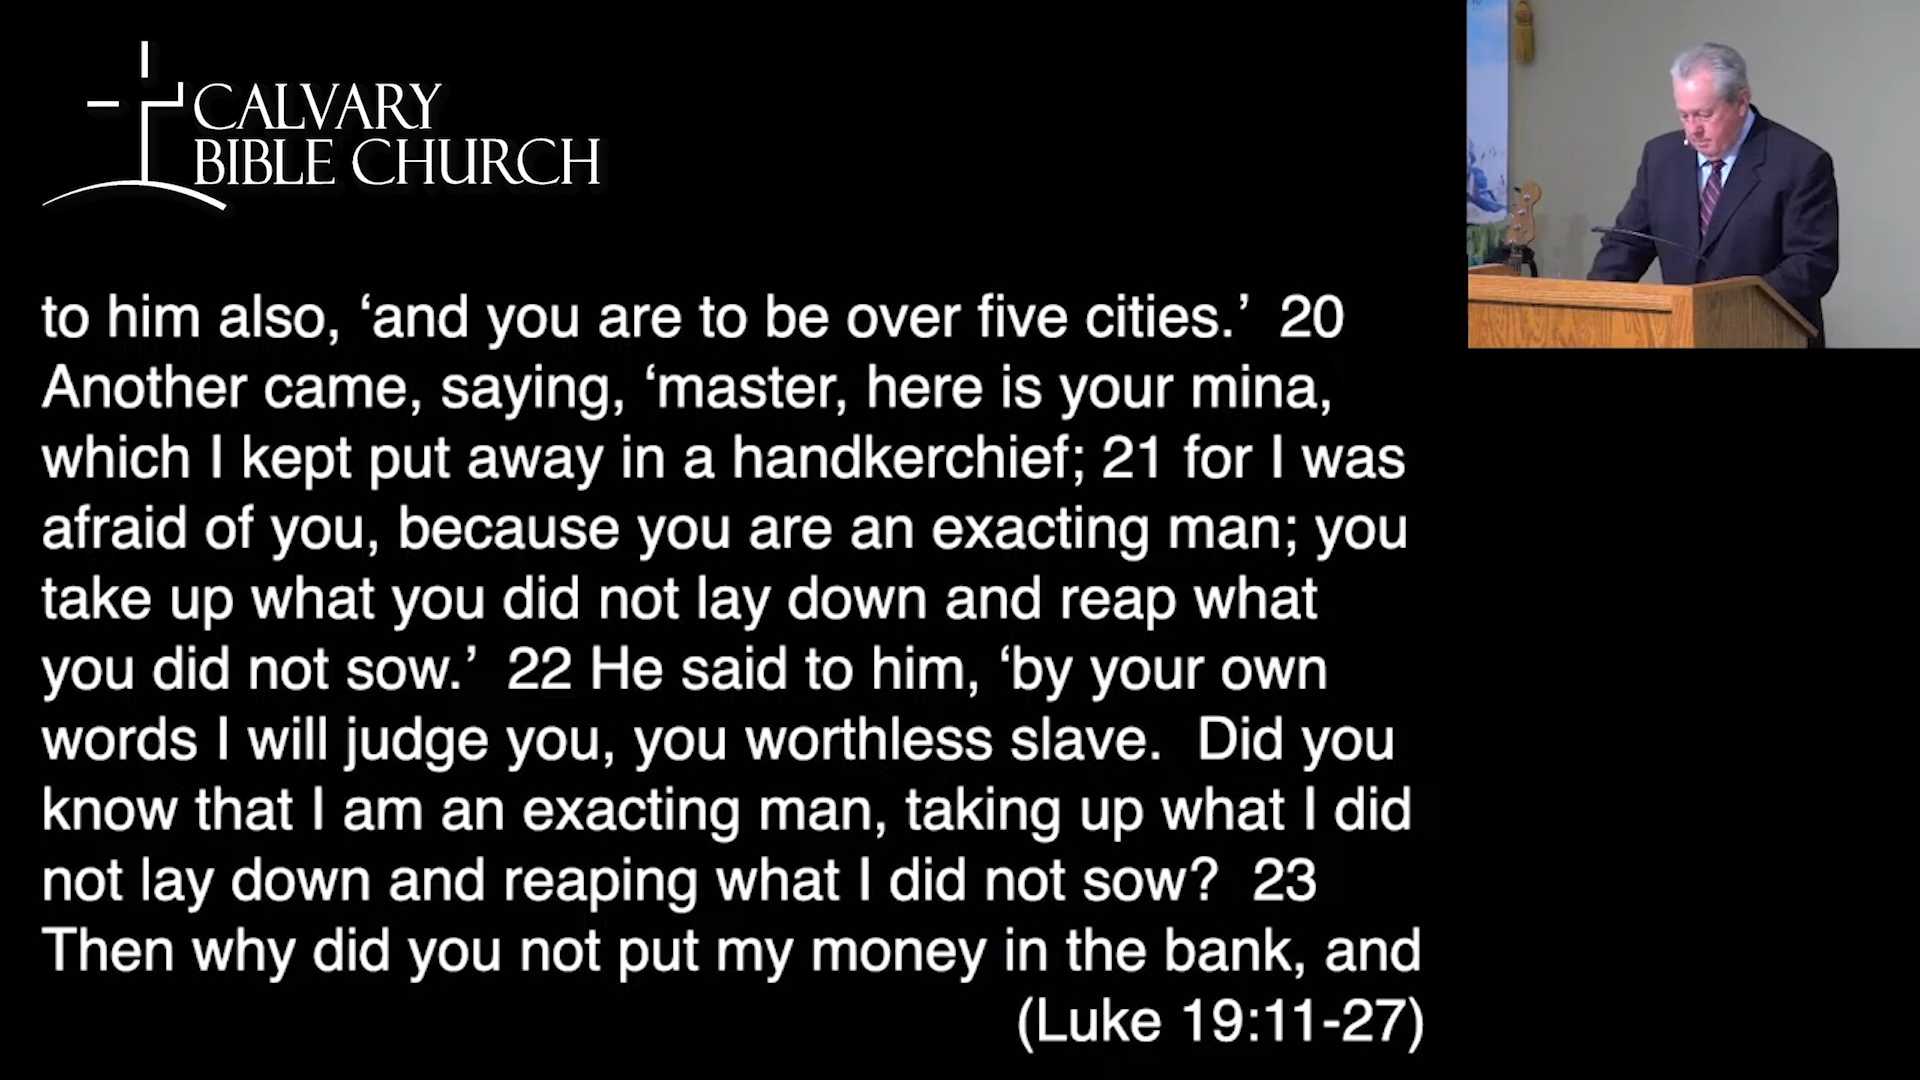 CALVARY
BIBLE CHURCH
to him also, ‘and you are to be over five cities.’  20
Another came, saying, ‘master, here is your mina,
which I kept put away in a handkerchief; 21 for I was
afraid of you, because you are an exacting man; you
take up what you did not lay down and reap what
you did not sow.’  22 He said to him, ‘by your own
words I will judge you, you worthless slave.  Did you
know that I am an exacting man, taking up what I did
not lay down and reaping what I did not sow?  23
Then why did you not put my money in the bank, and
(Luke 19:11-27)